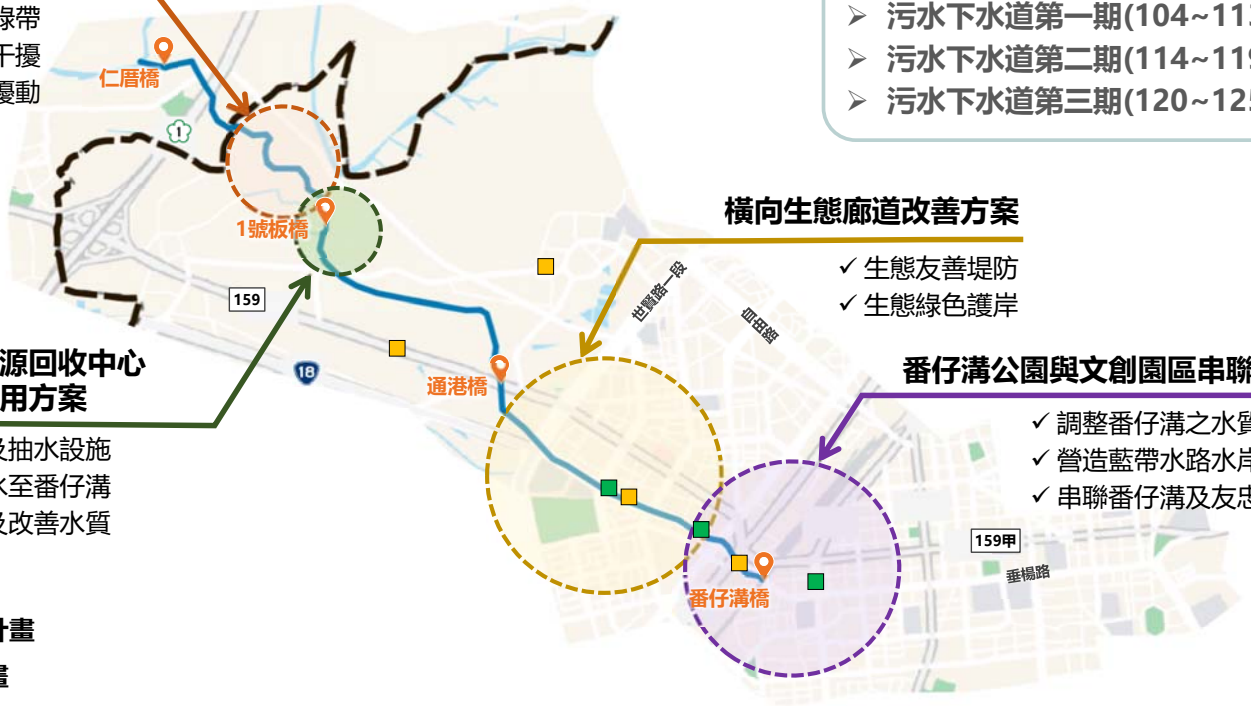 綠帶
干擾
擾動
污水下水道第一期(104~11
污水下水道第二期(114~119
污水下水道第三期(120~125
仁厝橋
1
1號板橋
159
18
通港橋
橫向生態廊道改善方案
✓ 生態友善堤防
✓ 生態綠色護岸
世賢路一段
自由路
源回收中心
用方案
及抽水設施
水至番仔溝
及改善水質
番仔溝公園與文創園區串聯
✓ 調整番仔溝之水質
✓ 營造藍帶水路水岸
✓ 串聯番仔溝及友忠
159甲
垂楊路
番仔溝橋
計畫
畫